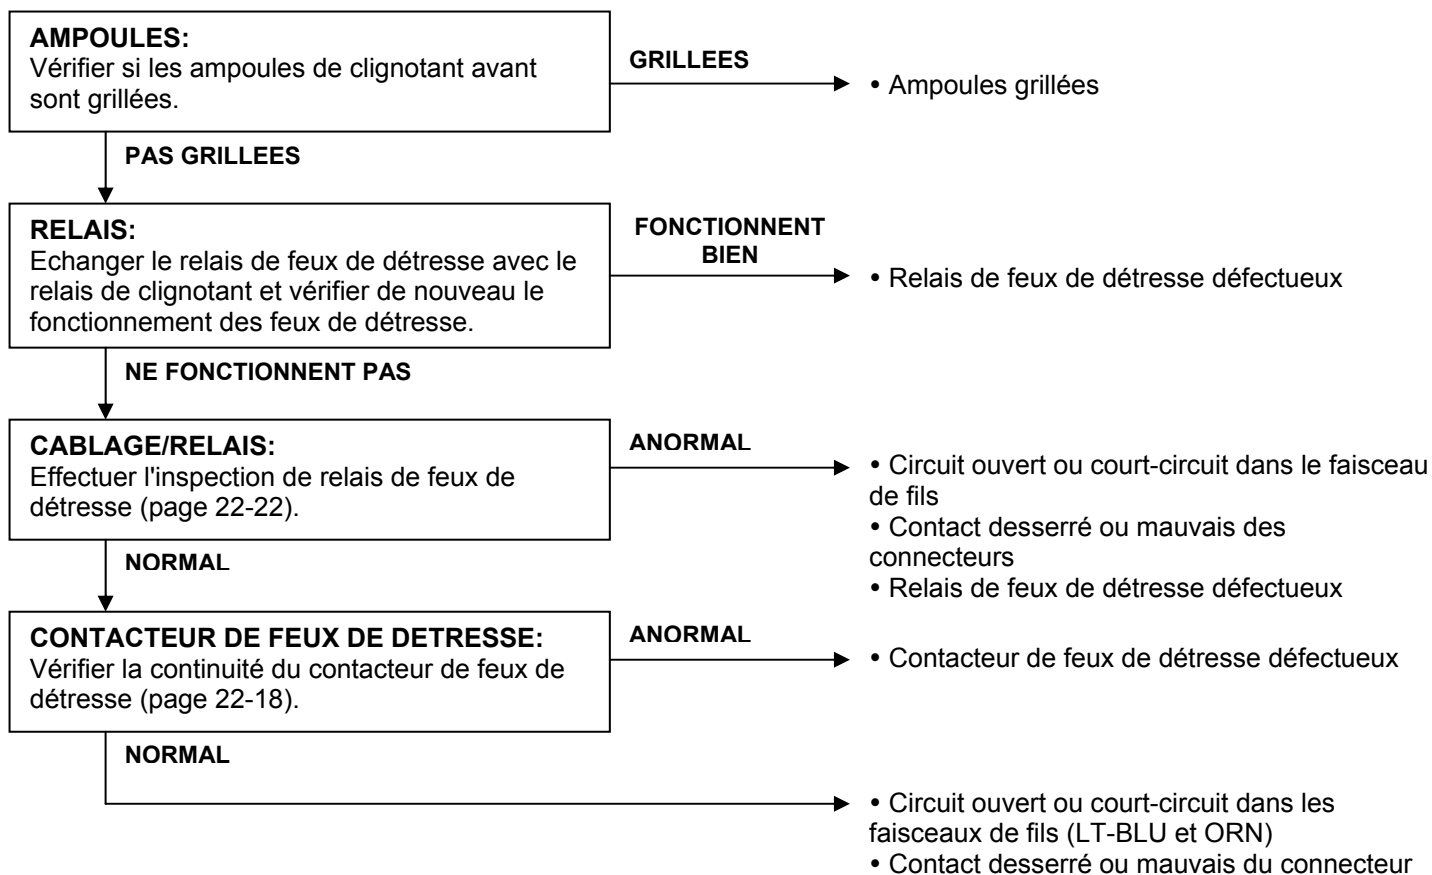 AMPOULES:
Vérifier si les ampoules de clignotant avant
sont grillées.
GRILLEES
• Ampoules grillées
PAS GRILLEES
RELAIS:
Echanger le relais de feux de détresse avec le
relais de clignotant et vérifier de nouveau le
fonctionnement des feux de détresse.
FONCTIONNENT
BIEN
• Relais de feux de détresse défectueux
NE FONCTIONNENT PAS
CABLAGE/RELAIS:
Effectuer l'inspection de relais de feux de
détresse (page 22-22).
ANORMAL
• Circuit ouvert ou court-circuit dans le faisceau
de fils
• Contact desserré ou mauvais des
connecteurs
• Relais de feux de détresse défectueux
NORMAL
CONTACTEUR DE FEUX DE DETRESSE:
Vérifier la continuité du contacteur de feux de
détresse (page 22-18).
ANORMAL
• Contacteur de feux de détresse défectueux
NORMAL
• Circuit ouvert ou court-circuit dans les
faisceaux de fils (LT-BLU et ORN)
• Contact desserré ou mauvais du connecteur